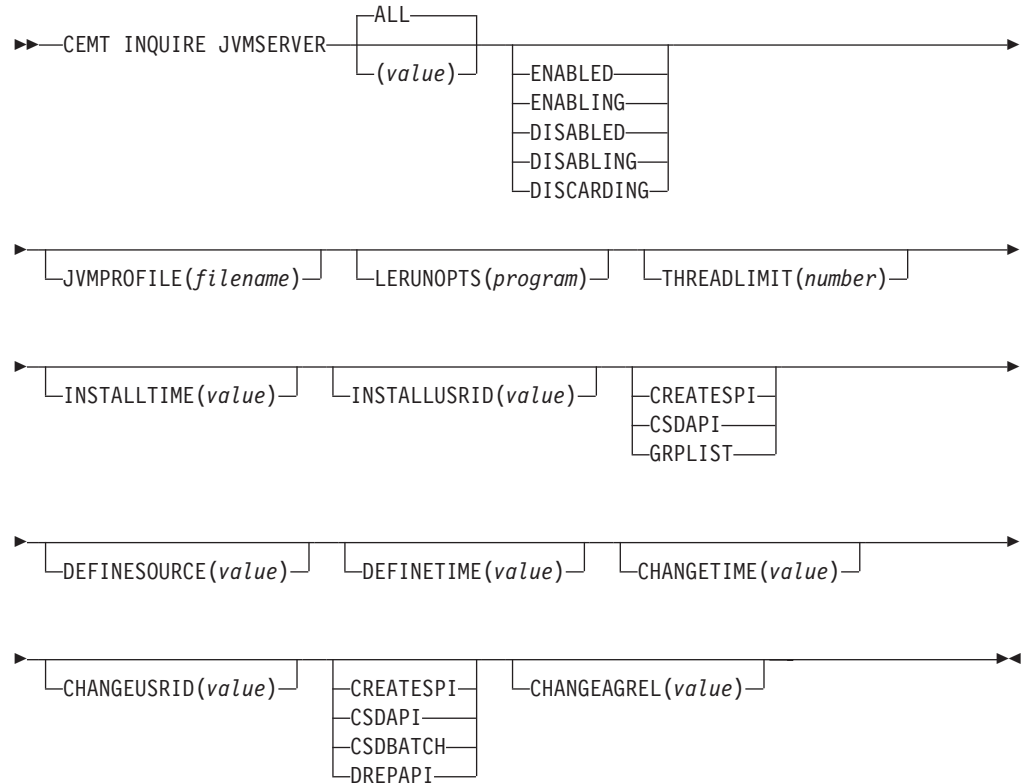 ALL
CEMT INQUIRE JVMSERVER
(value)
ENABLED
ENABLING
DISABLED
DISABLING
DISCARDING
JVMPROFILE(filename) LERUNOPTS(program) THREADLIMIT(number)
INSTALLTIME(value) INSTALLUSRID(value) CREATESPI
CSDAPI
GRPLIST
DEFINESOURCE(value) DEFINETIME(value) CHANGETIME(value)
CHANGEUSRID(value) CREATESPI CHANGEAGREL(value)
CSDAPI
CSDBATCH
DREPAPI